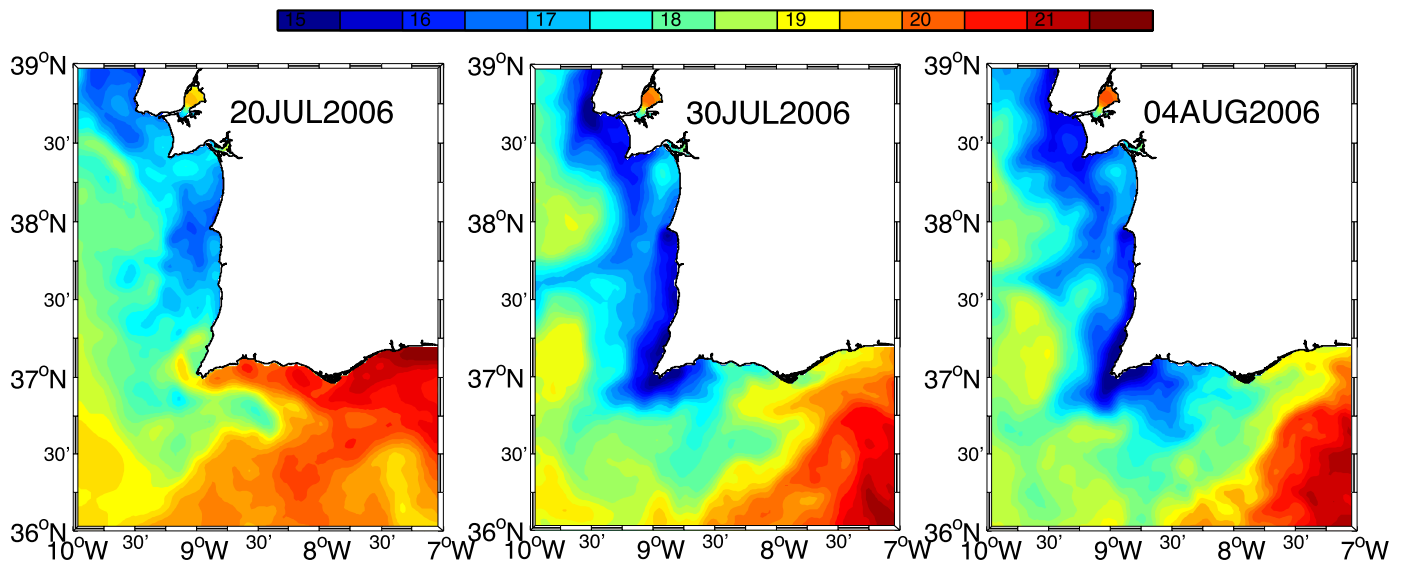 15 16 17 18 19 20 21
20JUL2006 30JUL2006 04AUG2006
39°N 39°N 39°N
30' 30' 30'
38°N 38°N 38°N
30' 30' 30'
37°N 37°N 37°N
30' 30' 30'
36°N 36°N 36°N
10°W 30' 9°W 30' 8°W 30' 7°W 10°W 30' 9°W 30' 8°W 30' 7°W 10°W 30' 9°W 30' 8°W 30' 7°W